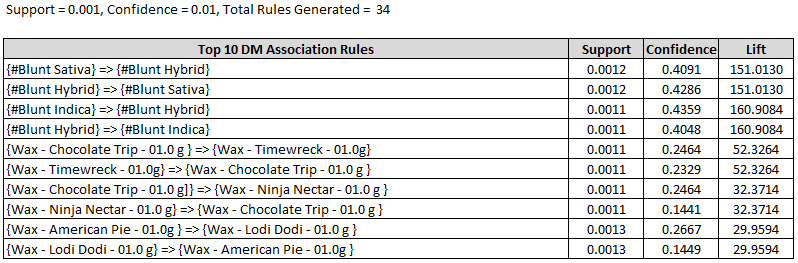 Support = 0.001, Confidence = 0.01, Total Rules Generated = 34
Top 10 DM Association Rules Support Confidence Lift
{#Blunt Sativa} => {#Blunt Hybrid} 0.0012 0.4091 151.0130
{#Blunt Hybrid} => {#Blunt Sativa} 0.0012 0.4286 151.0130
{#Blunt Indica} => {#Blunt Hybrid} 0.0011 0.4359 160.9084
{#Blunt Hybrid} => {#Blunt Indica} 0.0011 0.4048 160.9084
{Wax - Chocolate Trip - 01.0 g } => {Wax - Timewreck - 01.0g} 0.0011 0.2464 52.3264
{Wax - Timewreck - 01.0g} => {Wax - Chocolate Trip - 01.0 g } 0.0011 0.2329 52.3264
{Wax - Chocolate Trip - 01.0 g]} => {Wax - Ninja Nectar - 01.0 g } 0.0011 0.2464 32.3714
{Wax - Ninja Nectar - 01.0 g} => {Wax - Chocolate Trip - 01.0 g } 0.0011 0.1441 32.3714
{Wax - American Pie - 01.0g } => {Wax - Lodi Dodi - 01.0 g } 0.0013 0.2667 29.9594
{Wax - Lodi Dodi - 01.0 g} => {Wax - American Pie - 01.0g } 0.0013 0.1449 29.9594